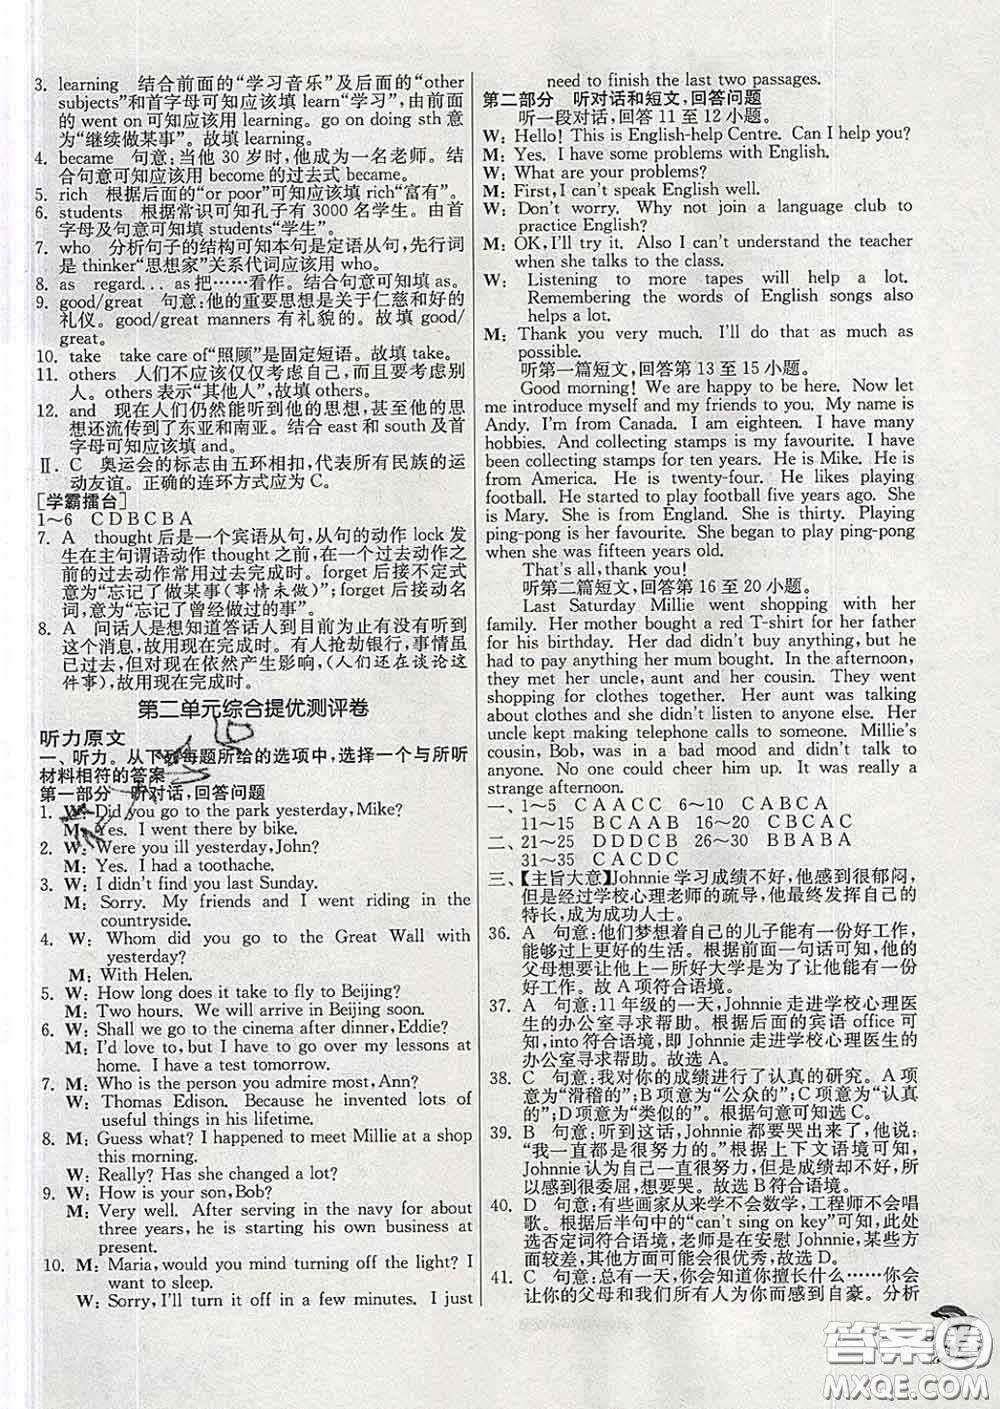 3. learning 结合前面的“学习音乐”及后面的“other
subjects”和首字母可知应该填 learn“学习”,由前面
的 went on 可知应该用 learning。go on doing sth 意
为“继续做某事”。故填 learning。
4. became 句意:当他 30 岁时,他成为一名老师。结
合句意可知应该用 become 的过去式 became。
5. rich 根据后面的“or poor”可知应该填 rich“富有”。
6. students 根据常识可知孔子有 3000 名学生。由首
字母及句意可知填 students“学生”。
7. who 分析句子的结构可知本句是定语从句,先行词
是 thinker“思想家”关系代词应该用 who。
8. as regard... as 把……看作。结合句意可知填 as。
9. good/great 句意:他的重要思想是关于仁慈和好的
礼仪。good/great manners 有礼貌的。故填 good/
great。
10. take take care of“照顾”是固定短语。故填 take。
11. others 人们不应该仅仅考虑自己,而且要考虑别
人。others 表示“其他人”,故填 others。
12. and 现在人们仍然能听到他的思想,甚至他的思
想还流传到了东亚和南亚。结合 east 和 south 及首
字母可知应该填 and。
Ⅱ. C 奥运会的标志由五环相扣,代表所有民族的运
动友谊。正确的连环方式应为 C。
[学霸擂台]
1～6 C D B C B A
7. A thought 后是一个宾语从句,从句的动作 lock 发
生在主句谓语动作 thought 之前,在一个过去动作之
前的过去动作常用过去完成时。forget 后接不定式
意为“忘记了做某事(事情未做)”;forget 后接动名
词,意为“忘记了曾经做过的事”。
8. A 问话人是想知道答话人到目前为止有没有听到
这个消息,故用现在完成时。有人抢劫银行,事情虽
已过去,但对现在依然产生影响,(人们还在谈论这
件事),故用现在完成时。
第二单元综合提优测评卷
听力原文
一、听力。从下列每题所给的选项中,选择一个与所听
材料相符的答案
第一部分 听对话,回答问题
1. W: Did you go to the park yesterday, Mike?
M: Yes. I went there by bike.
2. W: Were you ill yesterday, John?
M: Yes. I had a toothache.
3. W: I didn't find you last Sunday.
M: Sorry. My friends and I went riding in the
countryside.
4. W: Whom did you go to the Great Wall with
yesterday?
M: With Helen.
5. W: How long does it take to fly to Beijing?
M: Two hours. We will arrive in Beijing soon.
6. W: Shall we go to the cinema after dinner, Eddie?
M: I'd love to, but I have to go over my lessons at
home. I have a test tomorrow.
7. M: Who is the person you admire most, Ann?
W: Thomas Edison. Because he invented lots of
useful things in his lifetime.
8. M: Guess what? I happened to meet Millie at a shop
this morning.
W: Really? Has she changed a lot?
9. W: How is your son, Bob?
M: Very well. After serving in the navy for about
three years, he is starting his own business at
present.
10. M: Maria, would you mind turning off the light? I
want to sleep.
W: Sorry, I'll turn it off in a few minutes. I just
need to finish the last two passages.
第二部分 听对话和短文,回答问题
听一段对话,回答 11 至 12 小题。
W: Hello! This is English-help Centre. Can I help you?
M: Yes. I have some problems with English.
W: What are your problems?
M: First, I can't speak English well.
W: Don't worry. Why not join a language club to
practice English?
M: OK, I'll try it. Also I can't understand the teacher
when she talks to the class.
W: Listening to more tapes will help a lot.
Remembering the words of English songs also
helps a lot.
M: Thank you very much. I'll do that as much as
possible.
听第一篇短文,回答第 13 至 15 小题。
Good morning! We are happy to be here. Now let
me introduce myself and my friends to you. My name is
Andy. I'm from Canada. I am eighteen. I have many
hobbies. And collecting stamps is my favourite. I have
been collecting stamps for ten years. He is Mike. He is
from America. He is twenty-four. He likes playing
football. He started to play football five years ago. She
is Mary. She is from England. She is thirty. Playing
ping-pong is her favourite. She began to play ping-pong
when she was fifteen years old.
That's all, thank you!
听第二篇短文,回答第 16 至 20 小题。
Last Saturday Millie went shopping with her
family. Her mother bought a red T-shirt for her father
for his birthday. Her dad didn't buy anything, but he
had to pay anything her mum bought. In the afternoon,
they met her uncle, aunt and her cousin. They went
shopping for clothes together. Her aunt was talking
about clothes and she didn't listen to anybody else. Her
uncle kept making telephone calls to someone. Millie's
cousin, Bob, was in a bad mood and didn't talk to
anyone. No one could cheer him up. It was really a
strange afternoon.
一、1～5 C A A C C 6～10 C A B C A
11～15 B C A A B 16～20 C B A C A
二、21～25 D D D C B 26～30 B B A B A
31～35 C A C D C
三、【主旨大意】Johnnie 学习成绩不好,他感到很郁闷,
但是经过学校心理老师的疏导,他最终发挥自己的
特长,成为成功人士。
36. A 句意:他们梦想着自己的儿子能有一份好工作,
能够过上更好的生活。根据前面一句话可知,他的
父母想要让他上一所好大学是为了让他能有一份
好工作。故 A 项符合语境。
37. A 句意:11 年级的一天,Johnnie 走进学校心理医
生的办公室寻求帮助。根据后面的宾语 office 可
知,into 符合语境,即 Johnnie 走进学校心理医生的
办公室寻求帮助。故选 A。
38. C 句意:我对你的成绩进行了认真的研究。A 项
意为“滑稽的”;B 项意为“公众的”;C 项意为“认真
的”;D 项意为“类似的”。根据句意可知选 C。
39. B 句意:听到这话,Johnnie 都要哭出来了,他说:
“我一直都是很努力的。”根据上下文语境可知,
Johnnie 认为自己一直很努力,但是成绩却不好,所
以感到很委屈,想要哭。故选 B 符合语境。
40. D 句意:有些画家从来学不会数学,工程师不会唱
歌。根据后半句中的“can't sing on key”可知,此处
选否定词符合语境,老师是在安慰 Johnnie,某些方
面较差,其他方面可能会很优秀,故选 D。
41. C 句意:总有一天,你会知道你擅长什么……你会
让你的父母和我们所有人为你而感到自豪。分析
答案圈
MXQE.COM